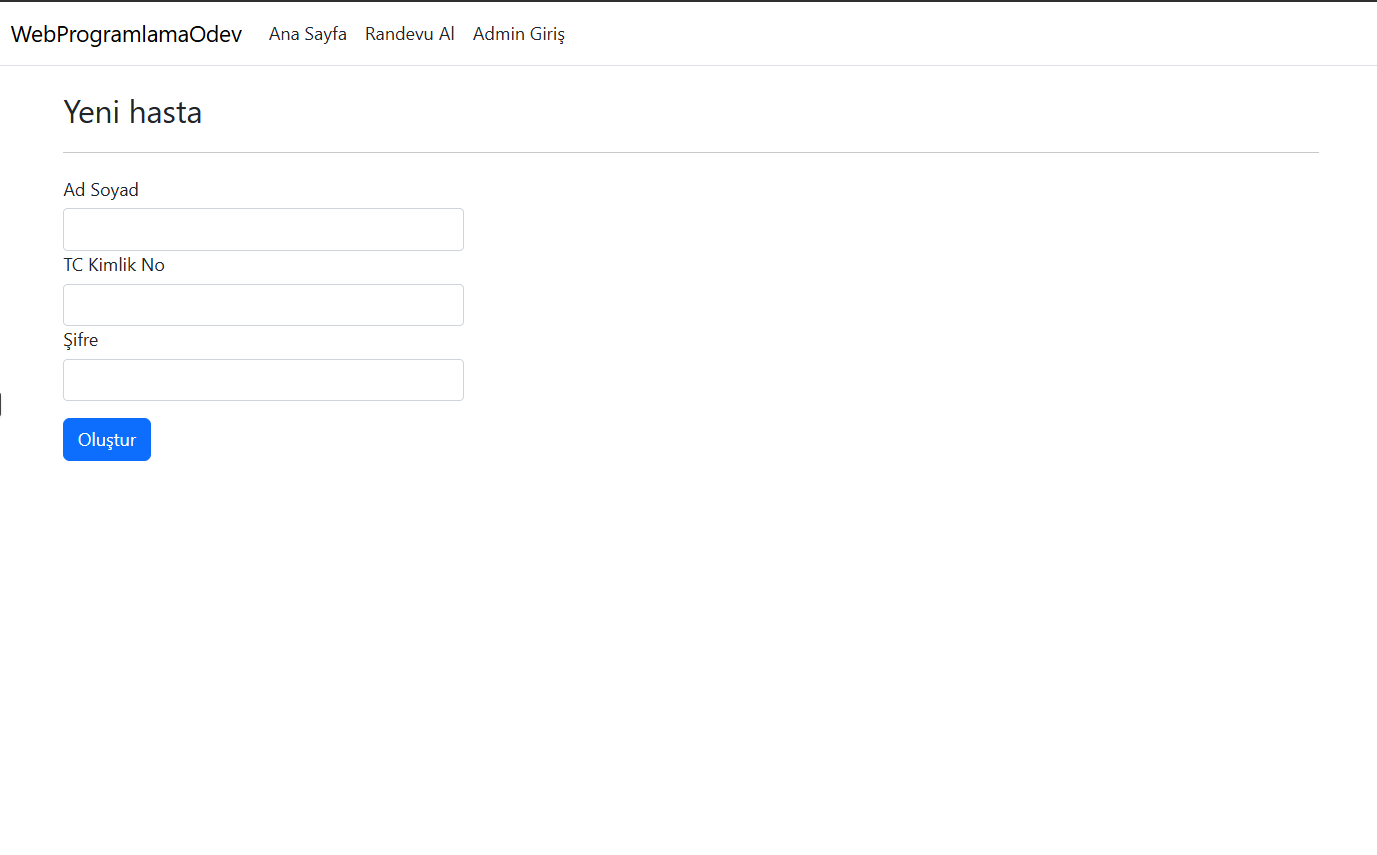 WebProgramlamaOdev Ana Sayfa Randevu Al Admin Giriş
Yeni hasta
Ad Soyad
TC Kimlik No
Şifre
Oluştur